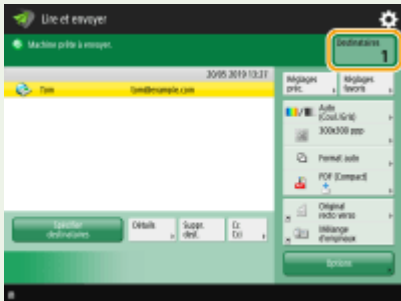 Lire et envoyer
Machine prête à envoyer.
Destinataires
1
20/05 2019 13:27
Tom tom@example.com
Réglages préc.
Réglages favoris
Auto
(Coul./Gris)
300x300 ppp
Format auto
PDF (Compact)
Original
recto verso
Mélange
d'originaux
Spécifier
destinataires
Détails
Suppr.
dest.
Cc
Cci
Options